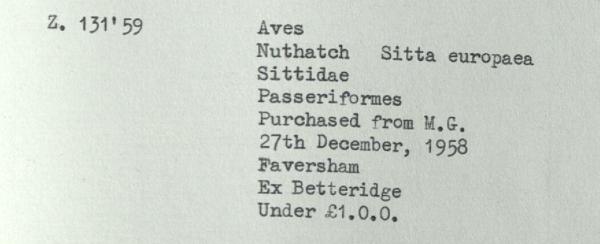 Z. 131'59 Aves
Nuthatch Sitta europaea
Sittidae
Passeriformes
Purchased from M.G.
27th December, 1958
Faversham
Ex Betteridge
Under £1.0.0.